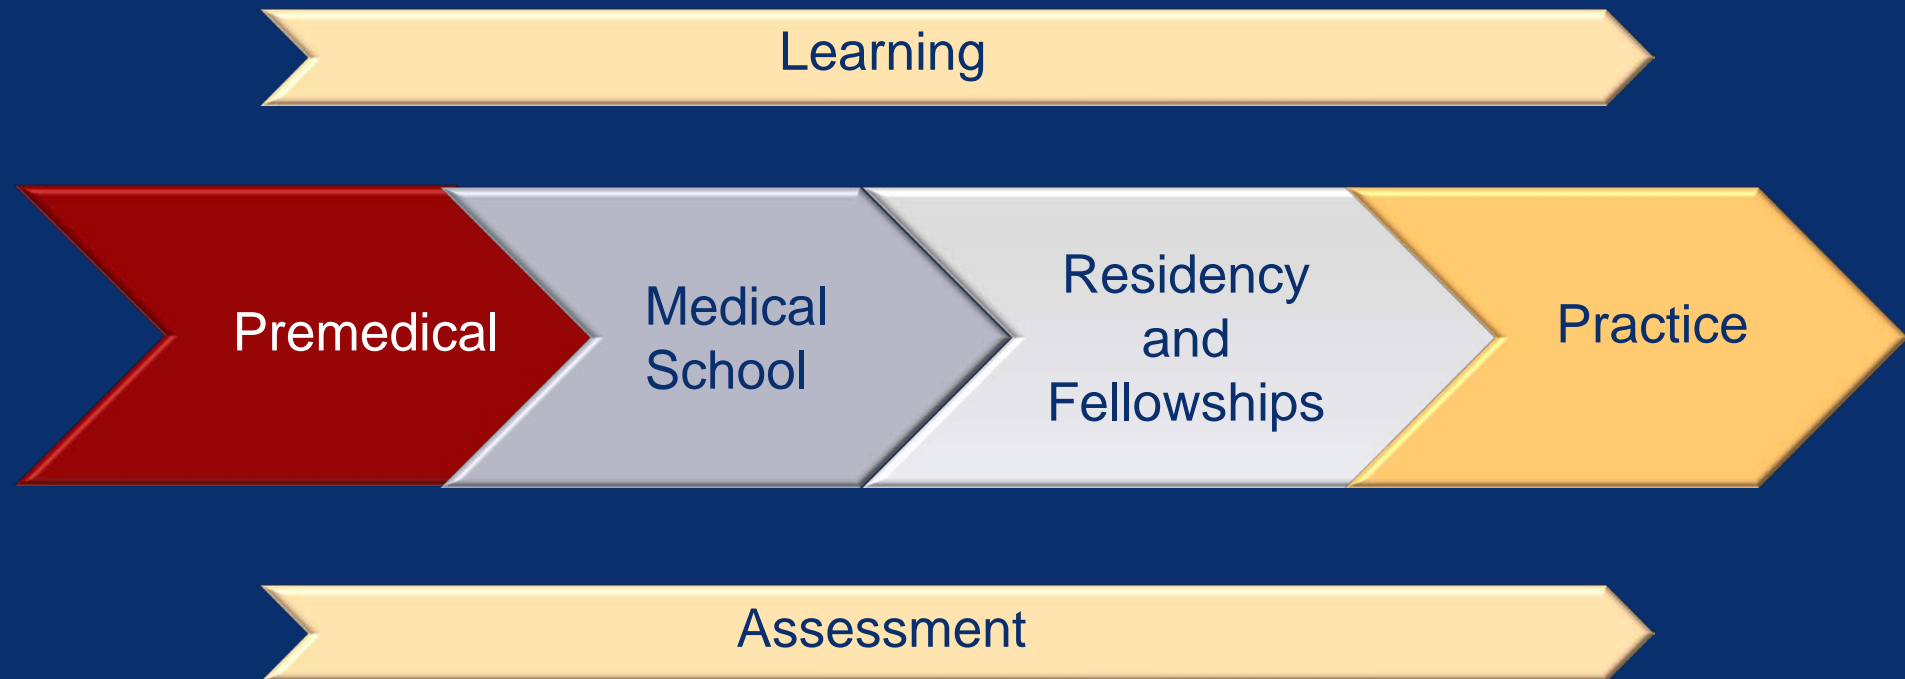 Learning
Premedical
Medical
School
Residency
and
Fellowships
Practice
Assessment